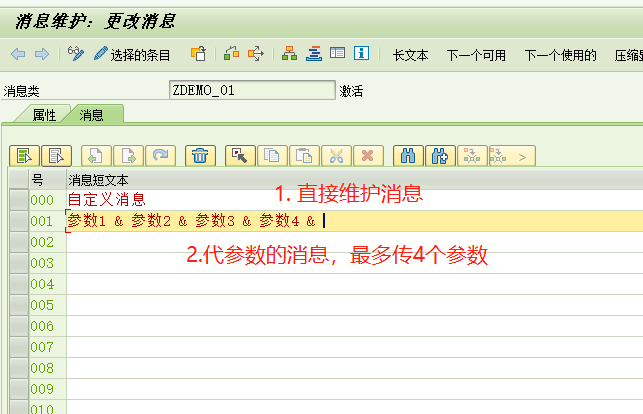 消息维护: 更改消息
选择的条目 长文本 下一个可用 下一个使用的
消息类 ZDEMO_01 激活
属性 消息
号 消息短文本
000 自定义消息
1. 直接维护消息
001 参数1 & 参数2 & 参数3 & 参数4 &
002
2.代参数的消息，最多传4个参数
003
004
005
006
007
008
009
010